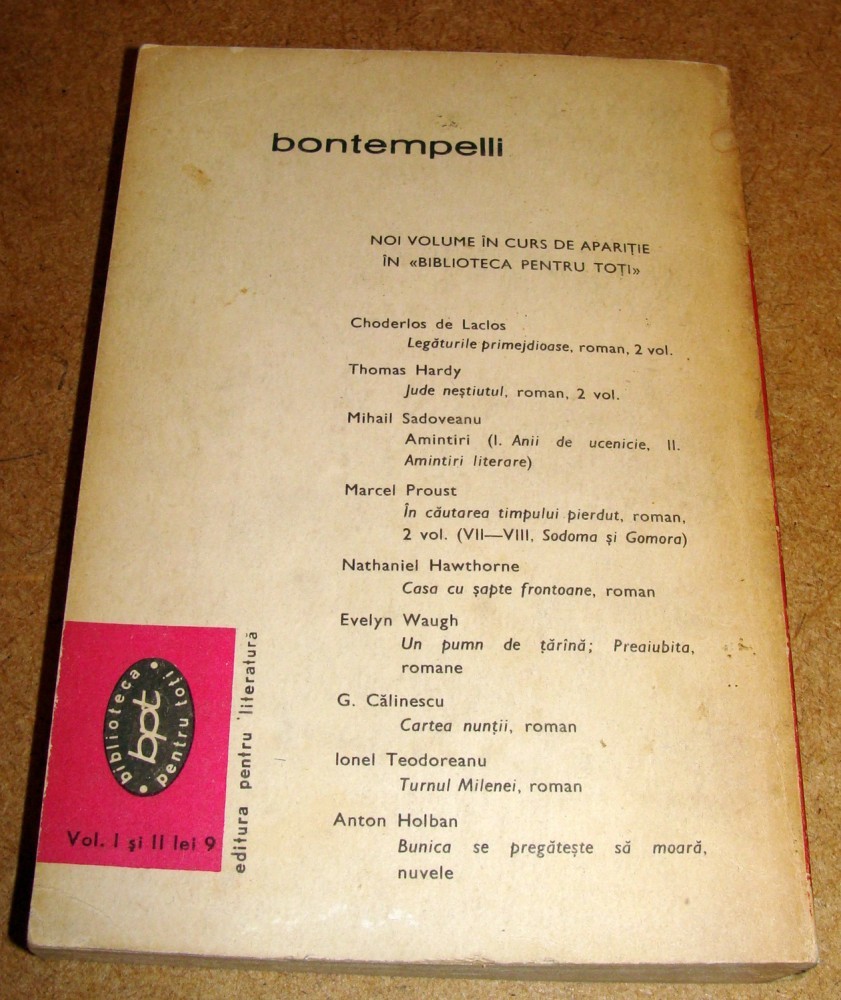 bontempelli
NOI VOLUME ÎN CURS DE APARIȚIE
ÎN «BIBLIOTECA PENTRU TOȚI»
Choderlos de Laclos
Legăturile primejdioase, roman, 2 vol.
Thomas Hardy
Jude neștiutul, roman, 2 vol.
Mihail Sadoveanu
Amintiri (I. Anii de ucenicie, II.
Amintiri literare)
Marcel Proust
În căutarea timpului pierdut, roman,
2 vol. (VII—VIII, Sodoma și Gomora)
Nathaniel Hawthorne
Casa cu șapte frontoane, roman
Evelyn Waugh
Un pumn de țărînă; Preaiubita,
romane
G. Călinescu
Cartea nunții, roman
Ionel Teodoreanu
Turnul Milenei, roman
Anton Holban
Bunica se pregătește să moară,
nuvele
biblioteca
bpt
pentru toți
Vol. I și II lei 9
editura pentru literatură